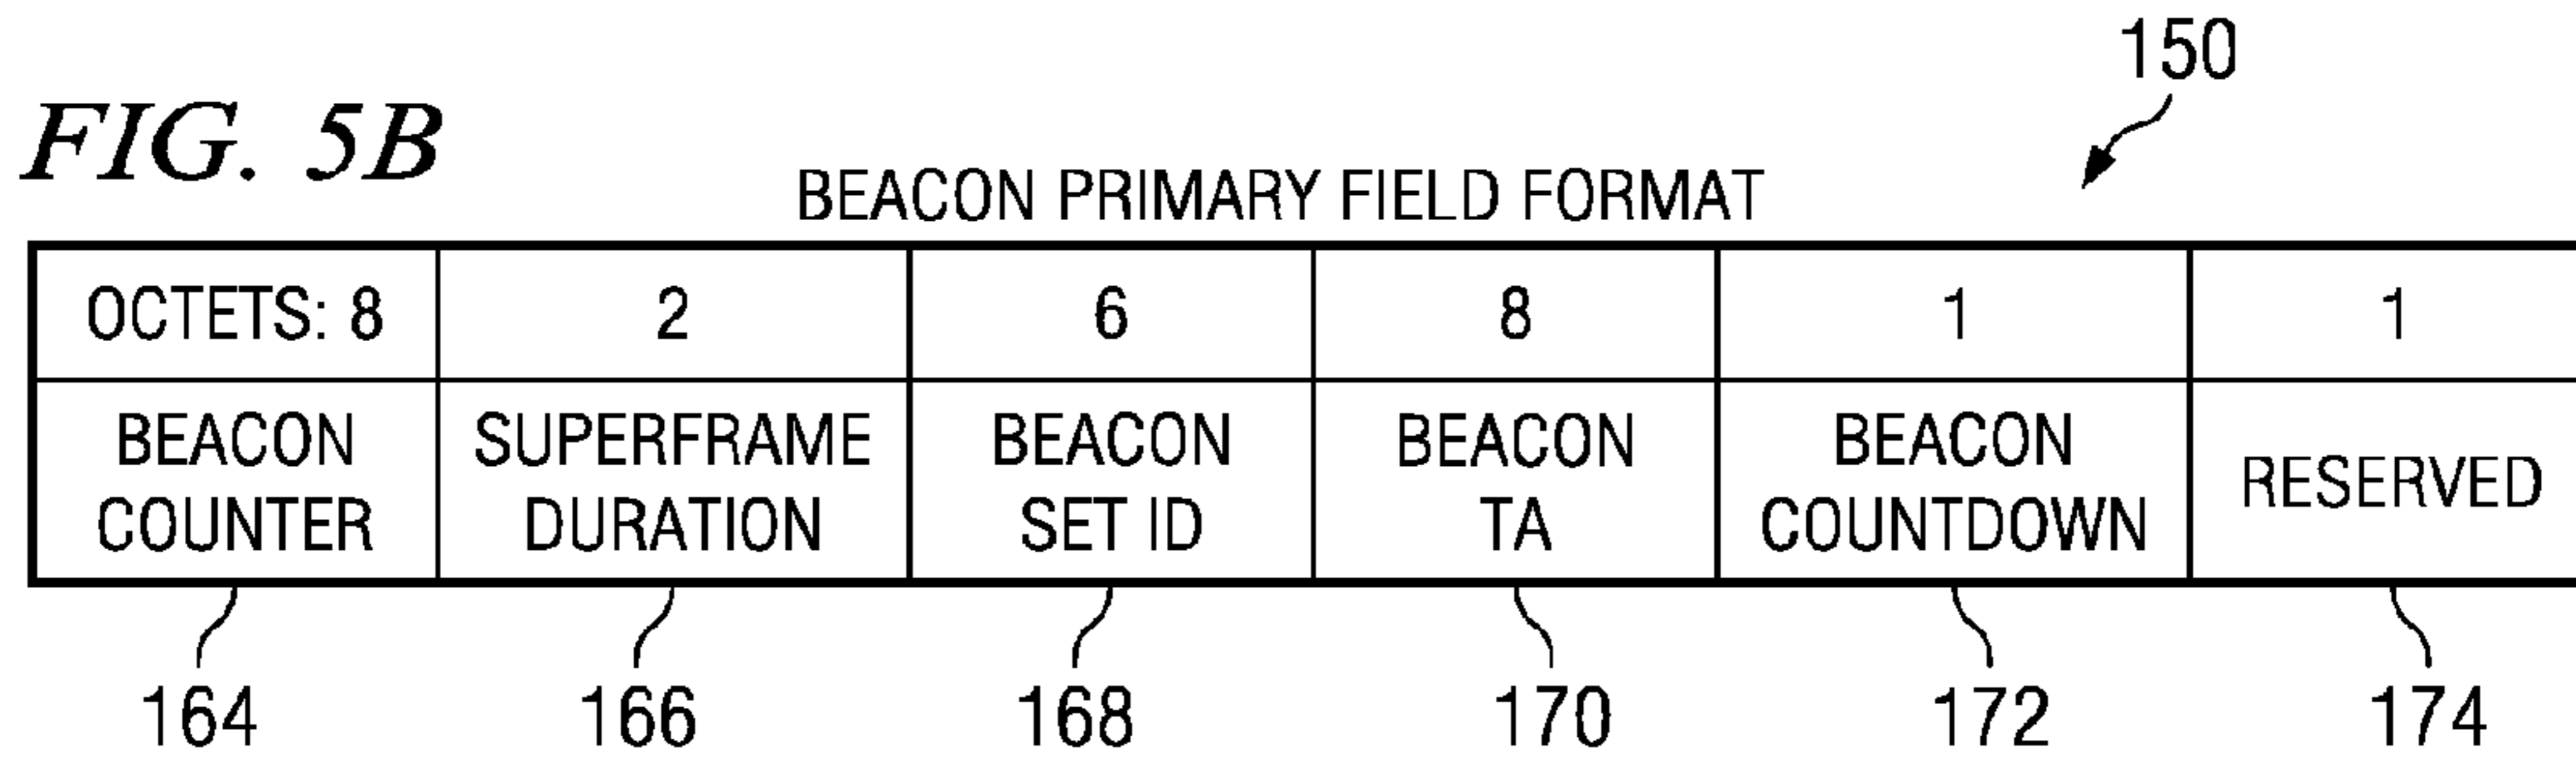 150
FIG. 5B
BEACON PRIMARY FIELD FORMAT
OCTETS: 8 2 6 8 1 1
BEACON COUNTER SUPERFRAME DURATION BEACON SET ID BEACON TA BEACON COUNTDOWN RESERVED
164 166 168 170 172 174